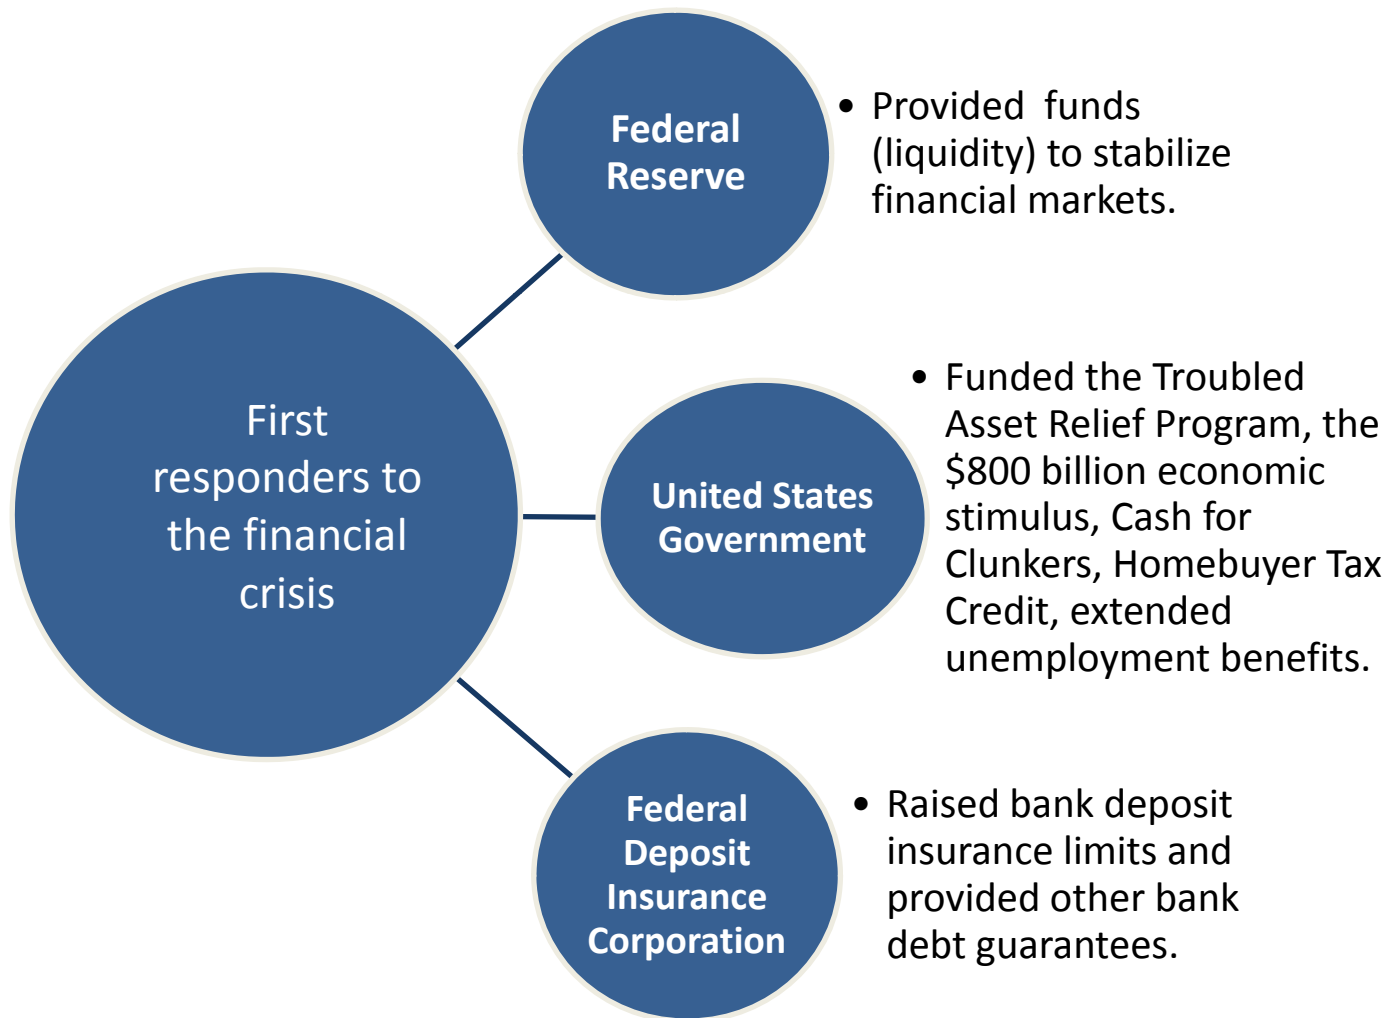 First
responders to
the financial
crisis
Federal
Reserve
• Provided funds
(liquidity) to stabilize
financial markets.
United States
Government
• Funded the Troubled
Asset Relief Program, the
$800 billion economic
stimulus, Cash for
Clunkers, Homebuyer Tax
Credit, extended
unemployment benefits.
Federal
Deposit
Insurance
Corporation
• Raised bank deposit
insurance limits and
provided other bank
debt guarantees.